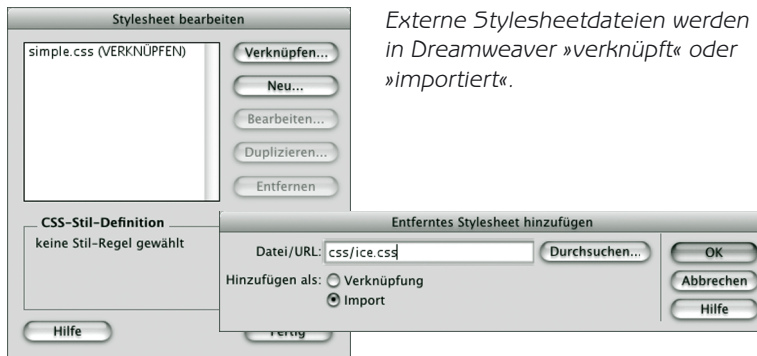 Stylesheet bearbeiten
simple.css (VERKNÜPFEN)
Verknüpfen...
Neu...
Bearbeiten...
Duplizieren...
Entfernen
CSS-Stil-Definition
keine Stil-Regel gewählt
Hilfe
Fertig
Externe Stylesheetdateien werden
in Dreamweaver »verknüpft« oder
»importiert«.
Entferntes Stylesheet hinzufügen
Datei/URL: css/ice.css Durchsuchen...
Hinzufügen als: Verknüpfung
Import
OK
Abbrechen
Hilfe